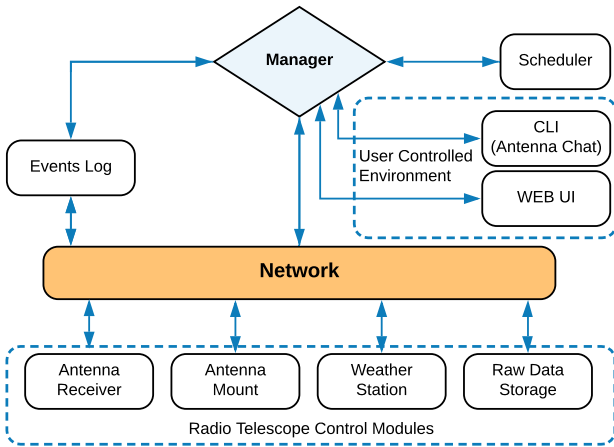 Manager
Scheduler
CLI
(Antenna Chat)
User Controlled
Environment
Events Log
WEB UI
Network
Antenna
Receiver
Antenna
Mount
Weather
Station
Raw Data
Storage
Radio Telescope Control Modules